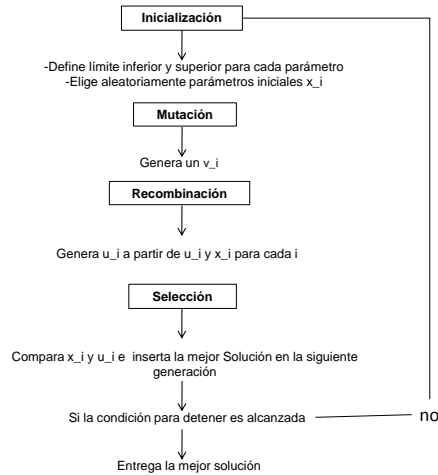 Inicialización
-Define límite inferior y superior para cada parámetro
-Elige aleatoriamente parámetros iniciales x_i
Mutación
Genera un v_i
Recombinación
Genera u_i a partir de u_i y x_i para cada i
Selección
Compara x_i y u_i e inserta la mejor Solución en la siguiente
generación
Si la condición para detener es alcanzada
no
Entrega la mejor solución